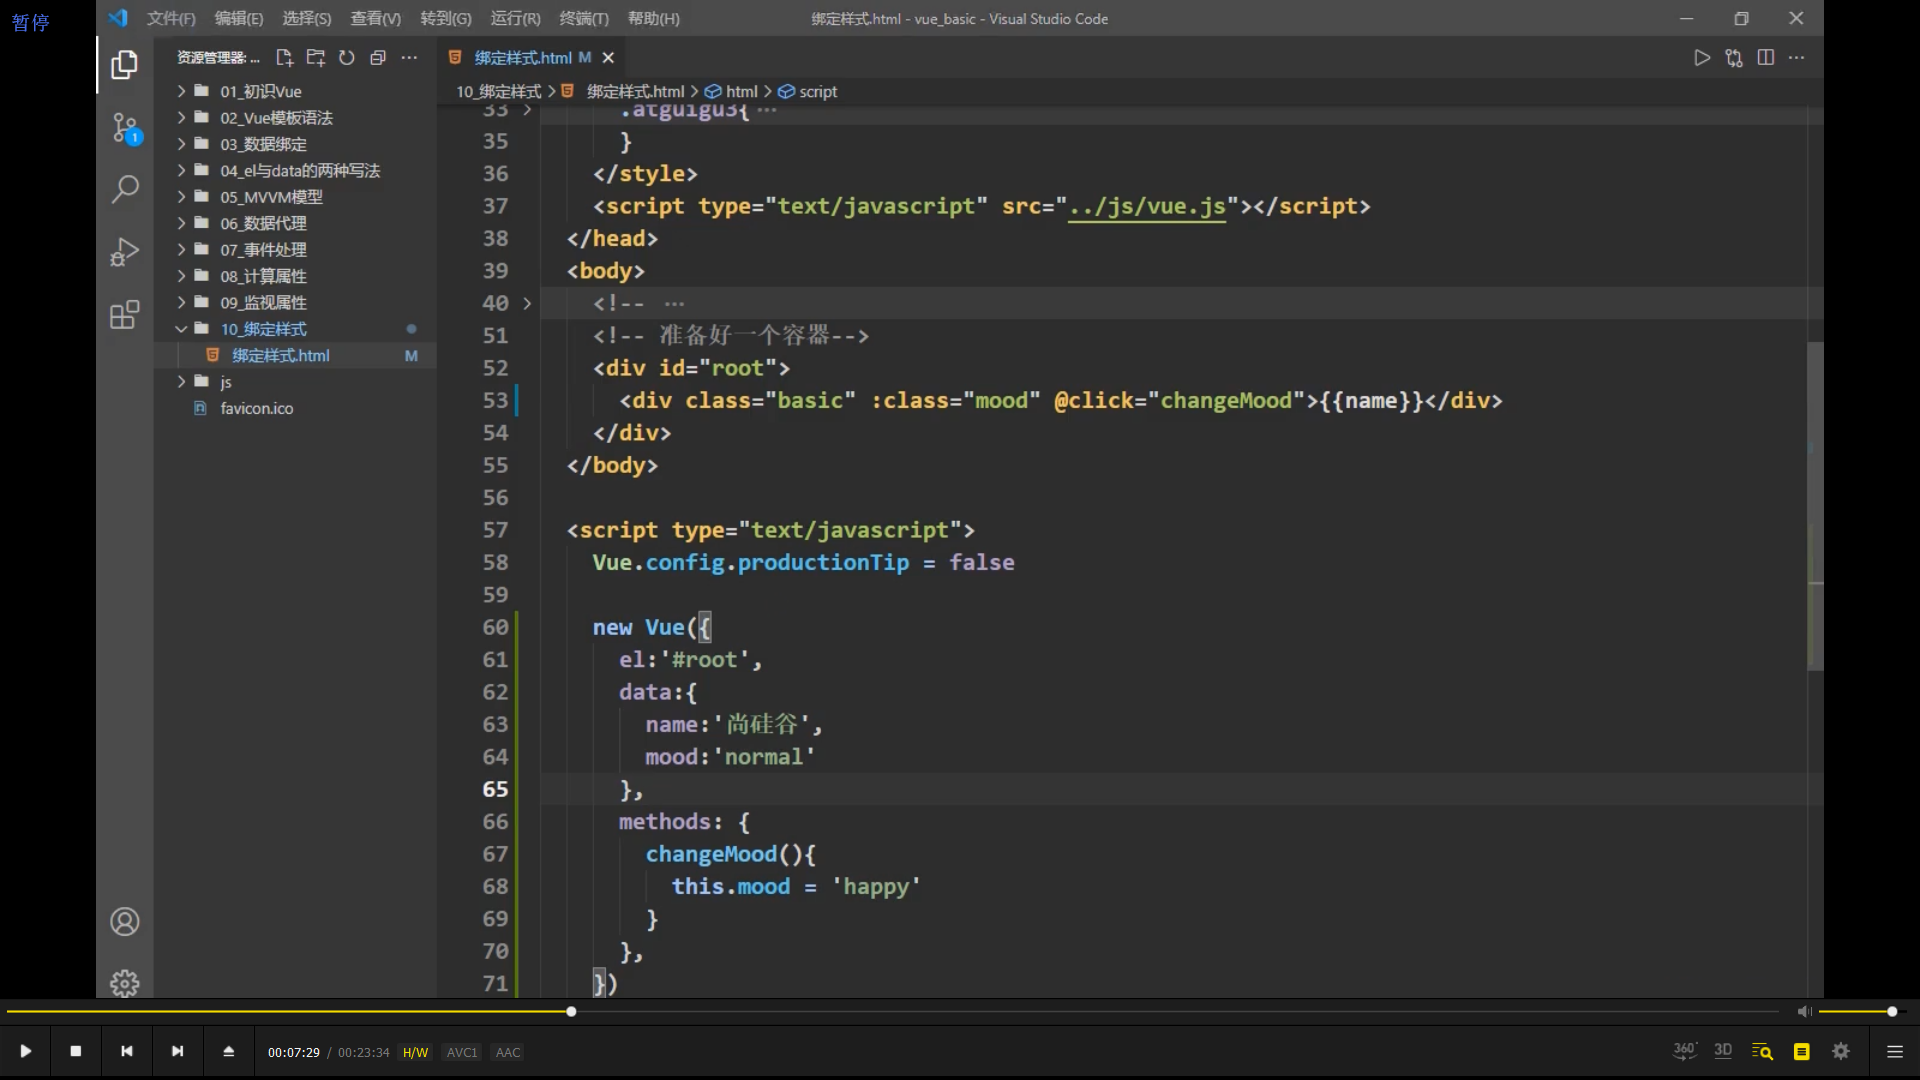 暂停
文件(F) 编辑(E) 选择(S) 查看(V) 转到(G) 运行(R) 终端(T) 帮助(H) 绑定样式.html - vue_basic - Visual Studio Code
资源管理器: ...
绑定样式.html M
10_绑定样式 > 绑定样式.html > html > script
01_初识Vue
02_Vue模板语法
03_数据绑定
04_el与data的两种写法
05_MVVM模型
06_数据代理
07_事件处理
08_计算属性
09_监视属性
10_绑定样式
绑定样式.html M
js
favicon.ico
1
33 .atguigu3{ ···
35 }
36 </style>
37 <script type="text/javascript" src="../js/vue.js"></script>
38 </head>
39 <body>
40 <!-- ···
51 <!-- 准备好一个容器-->
52 <div id="root">
53 <div class="basic" :class="mood" @click="changeMood">{{name}}</div>
54 </div>
55 </body>
56
57 <script type="text/javascript">
58 Vue.config.productionTip = false
59
60 new Vue({
61 el:'#root',
62 data:{
63 name:'尚硅谷',
64 mood:'normal'
65 },
66 methods: {
67 changeMood(){
68 this.mood = 'happy'
69 }
70 },
71 })
00:07:29 / 00:23:34 H/W AVC1 AAC
360° 3D